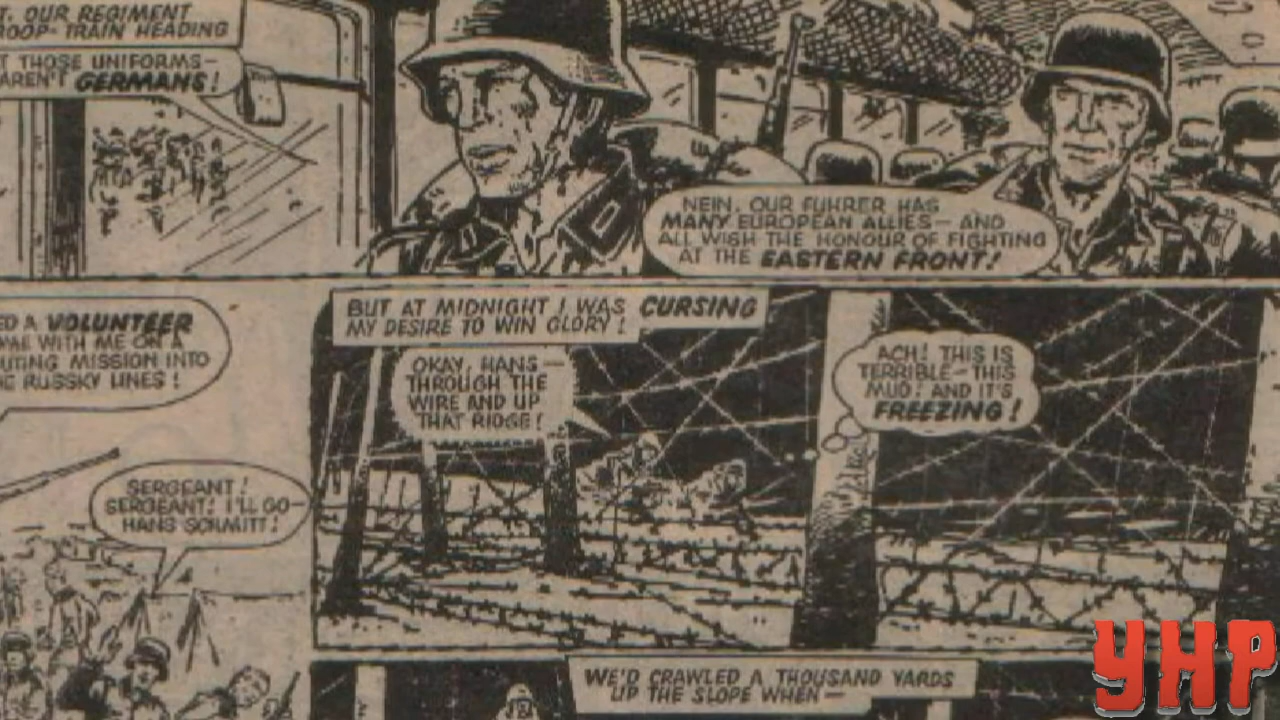 T. OUR REGIMENT
ROOP-TRAIN HEADING
T THOSE UNIFORMS—
AREN'T GERMANS!
NEIN. OUR FUHRER HAS
MANY EUROPEAN ALLIES— AND
ALL WISH THE HONOUR OF FIGHTING
AT THE EASTERN FRONT!
ED A VOLUNTEER
ME WITH ME ON A
UTING MISSION INTO
E RUSSKY LINES!
SERGEANT!
SERGEANT! I'LL GO—
HANS SCHMITT!
BUT AT MIDNIGHT I WAS CURSING
MY DESIRE TO WIN GLORY!
OKAY, HANS—
THROUGH THE
WIRE AND UP
THAT RIDGE!
ACH! THIS IS
TERRIBLE—THIS
MUD! AND IT'S
FREEZING!
WE'D CRAWLED A THOUSAND YARDS
UP THE SLOPE WHEN—
YHP